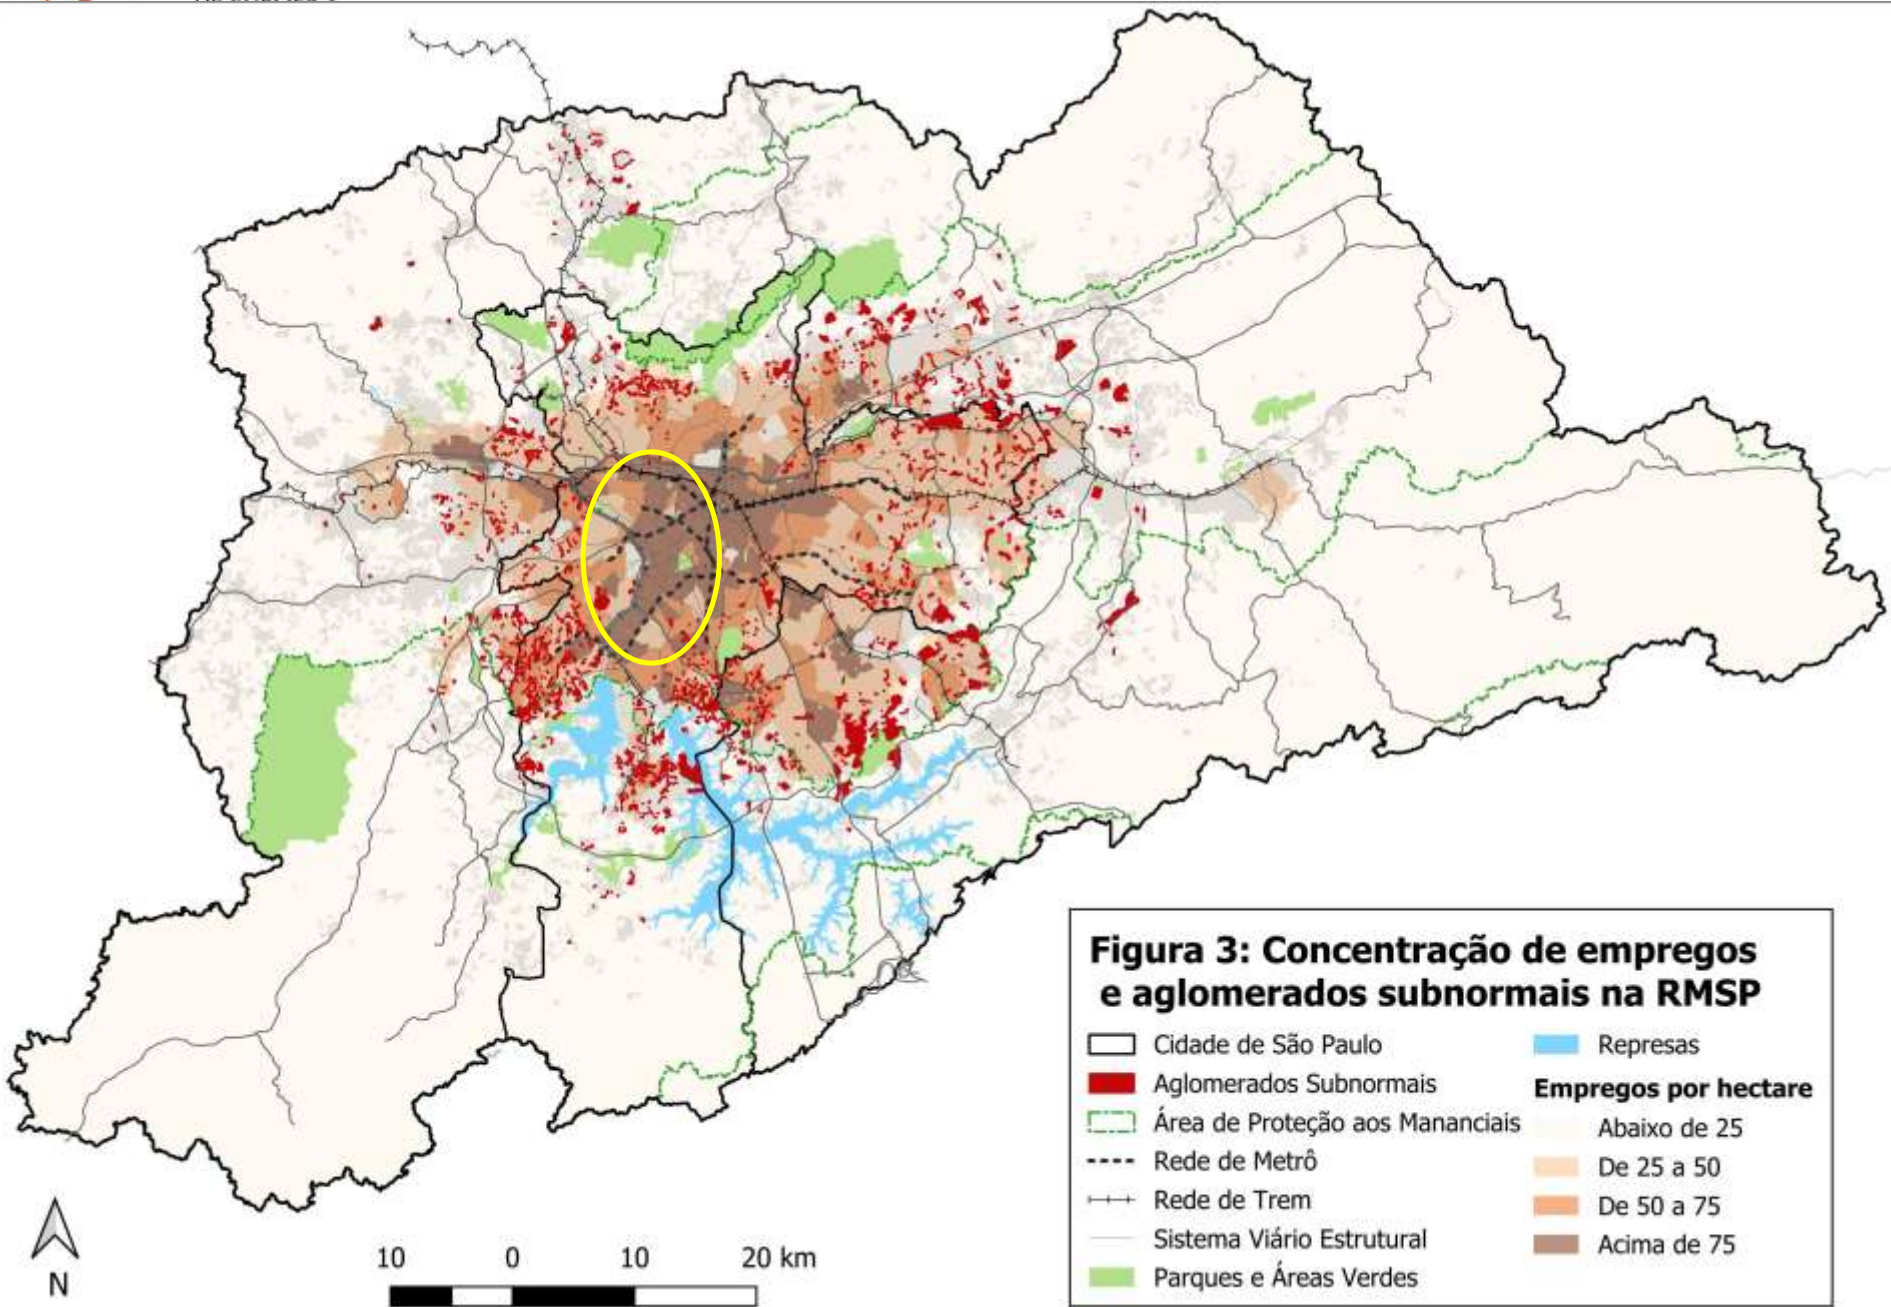 Figura 3: Concentração de empregos
e aglomerados subnormais na RMSP
Cidade de São Paulo
Aglomerados Subnormais
Área de Proteção aos Mananciais
Rede de Metrô
Rede de Trem
Sistema Viário Estrutural
Parques e Áreas Verdes
Represas
Empregos por hectare
Abaixo de 25
De 25 a 50
De 50 a 75
Acima de 75
N
10 0 10 20 km